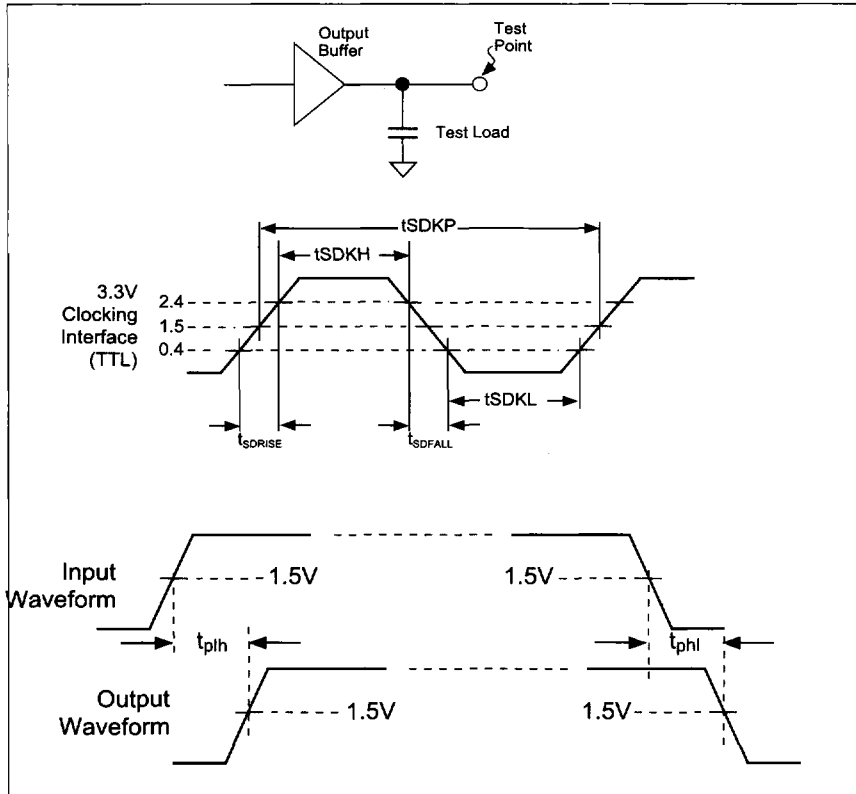 Output
Buffer
Test
Point
Test Load
tSDKP
tSDKH
3.3V
Clocking
Interface
(TTL)
2.4
1.5
0.4
tSDKL
tSDRISE
tSDFALL
Input
Waveform
1.5V
1.5V
tplh
tphl
Output
Waveform
1.5V
1.5V